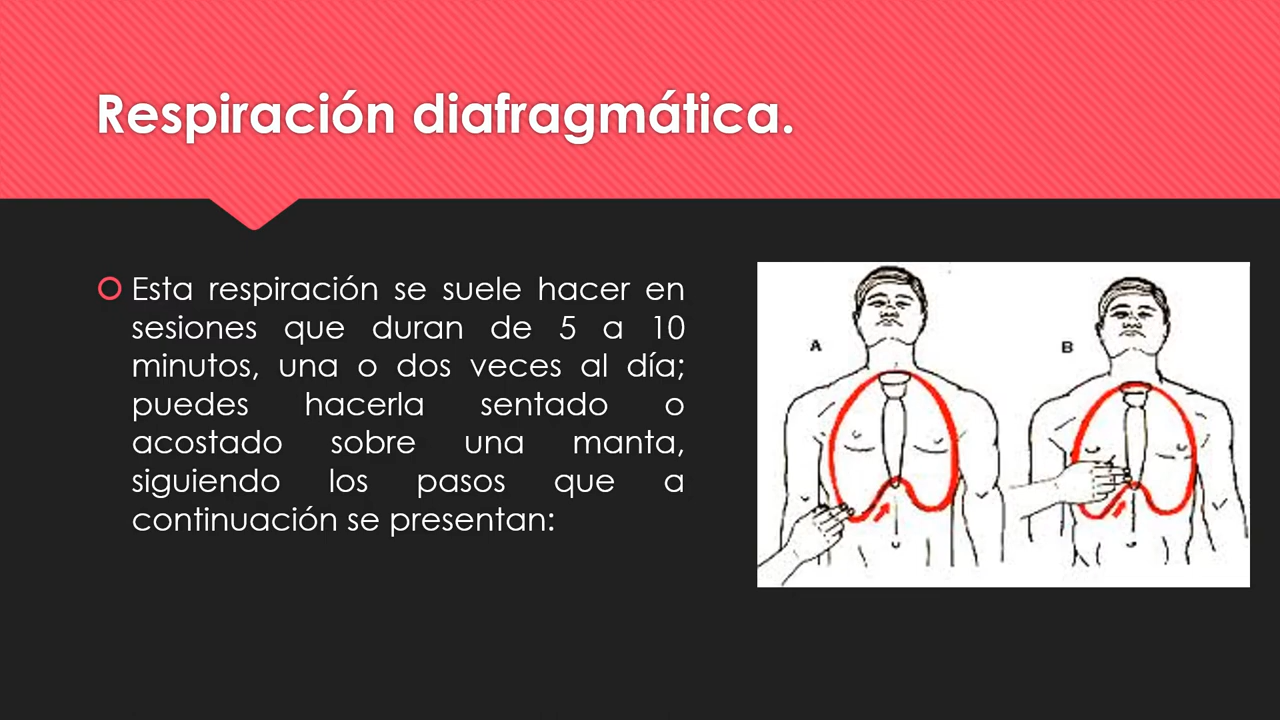 Respiración diafragmática.
Esta respiración se suele hacer en
sesiones que duran de 5 a 10
minutos, una o dos veces al día;
puedes hacerla sentado o
acostado sobre una manta,
siguiendo los pasos que a
continuación se presentan:
A
B